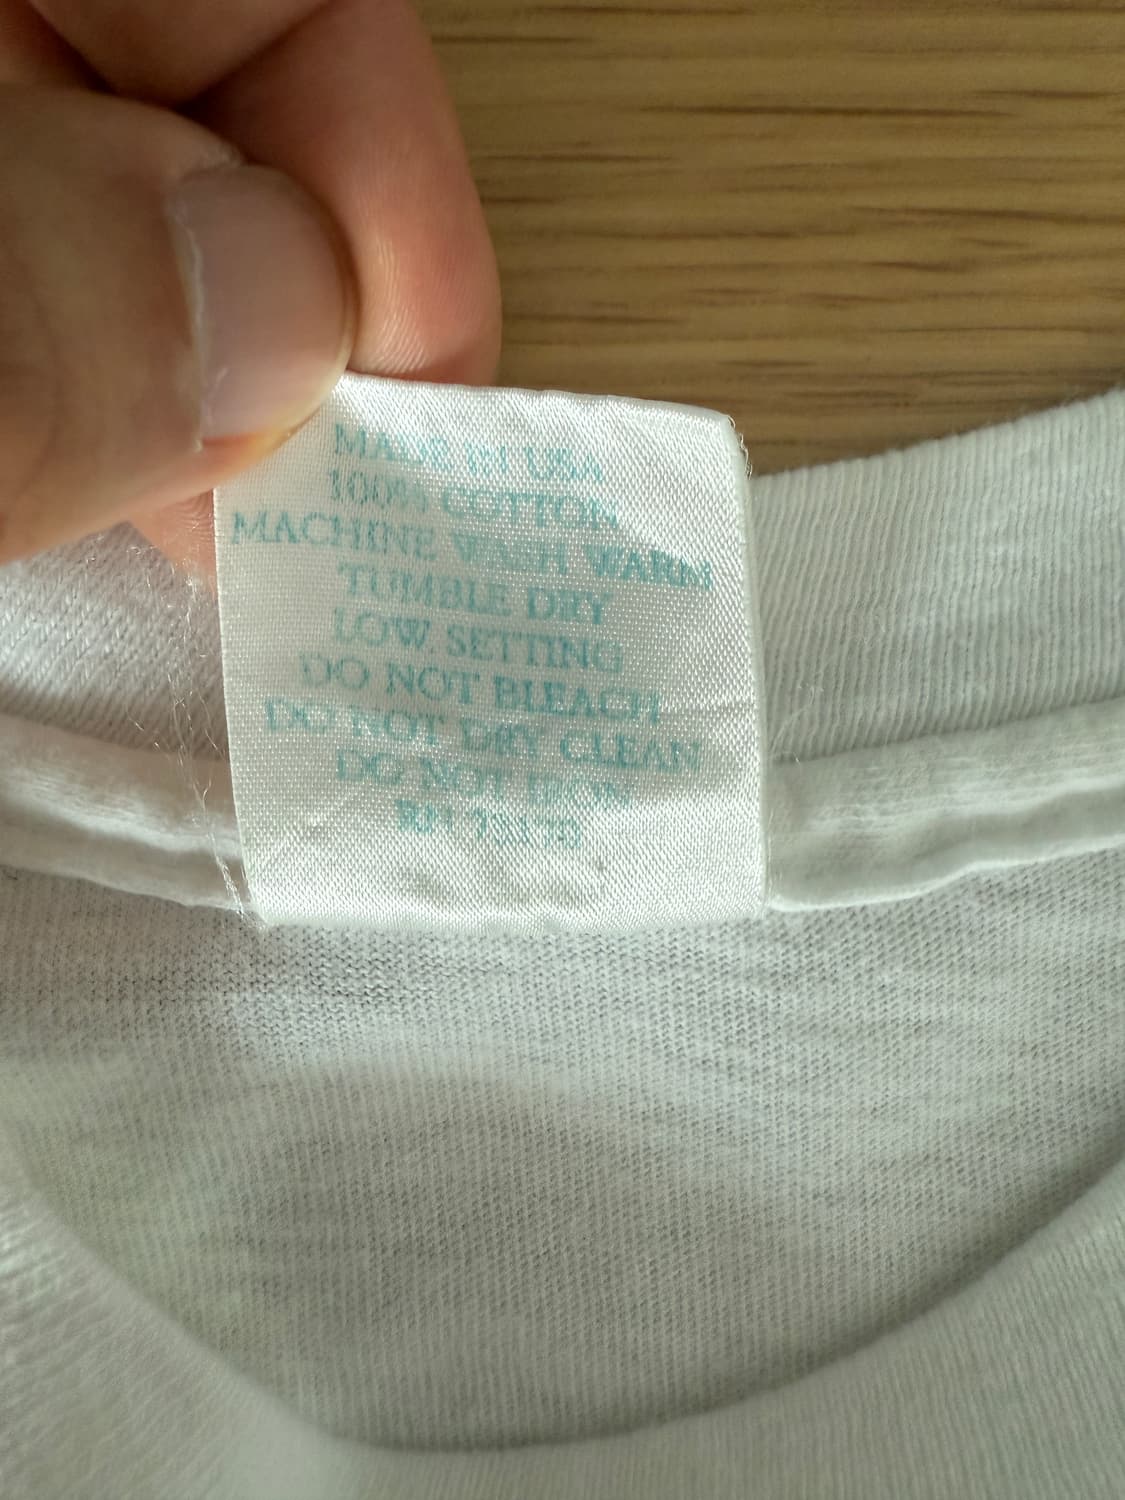 MADE IN USA
100% COTTON
MACHINE WASH WARM
TUMBLE DRY
LOW SETTING
DO NOT BLEACH
DO NOT DRY CLEAN
DO NOT IRON
RN